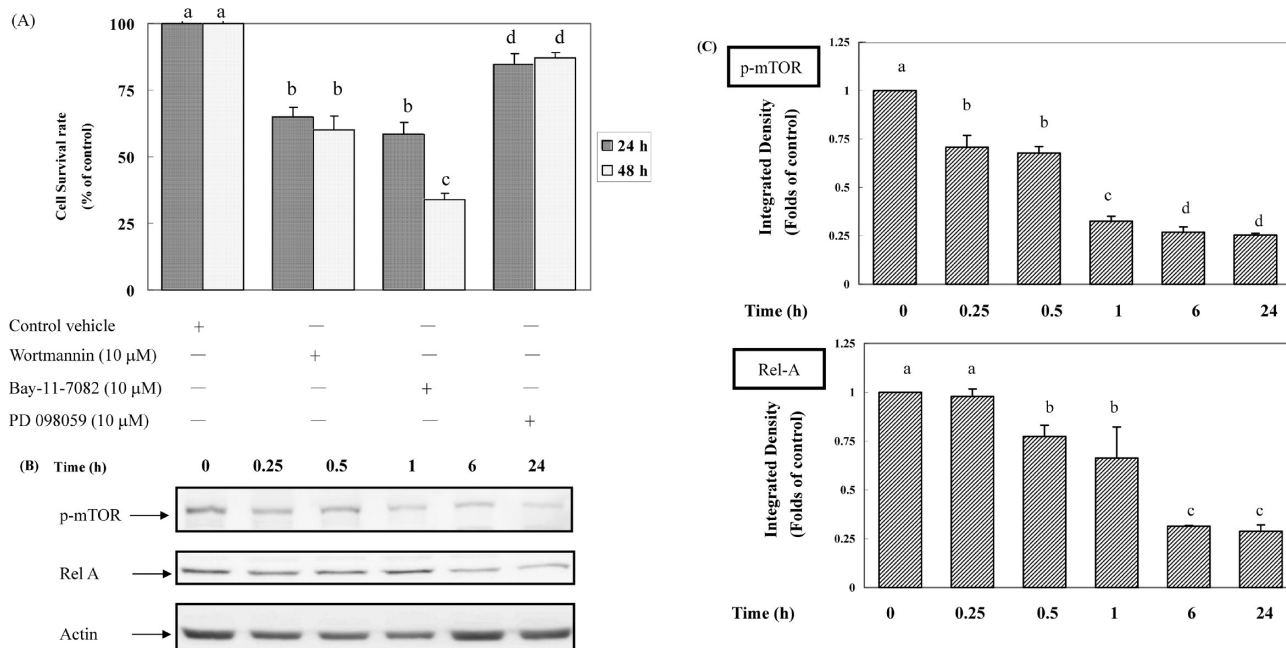 (A)
100
75
50
25
0
Cell Survival rate
(% of control)
a a
b b
b
c
d d
24 h
48 h
Control vehicle + — — —
Wortmannin (10 µM) — + — —
Bay-11-7082 (10 µM) — — + —
PD 098059 (10 µM) — — — +
(B) Time (h) 0 0.25 0.5 1 6 24
p-mTOR
Rel A
Actin
(C)
p-mTOR
Integrated Density
(Folds of control)
1.25
1
0.75
0.5
0.25
0
a b b c d d
Time (h) 0 0.25 0.5 1 6 24
Rel-A
Integrated Density
(Folds of control)
1.25
1
0.75
0.5
0.25
0
a a b b c c
Time (h) 0 0.25 0.5 1 6 24